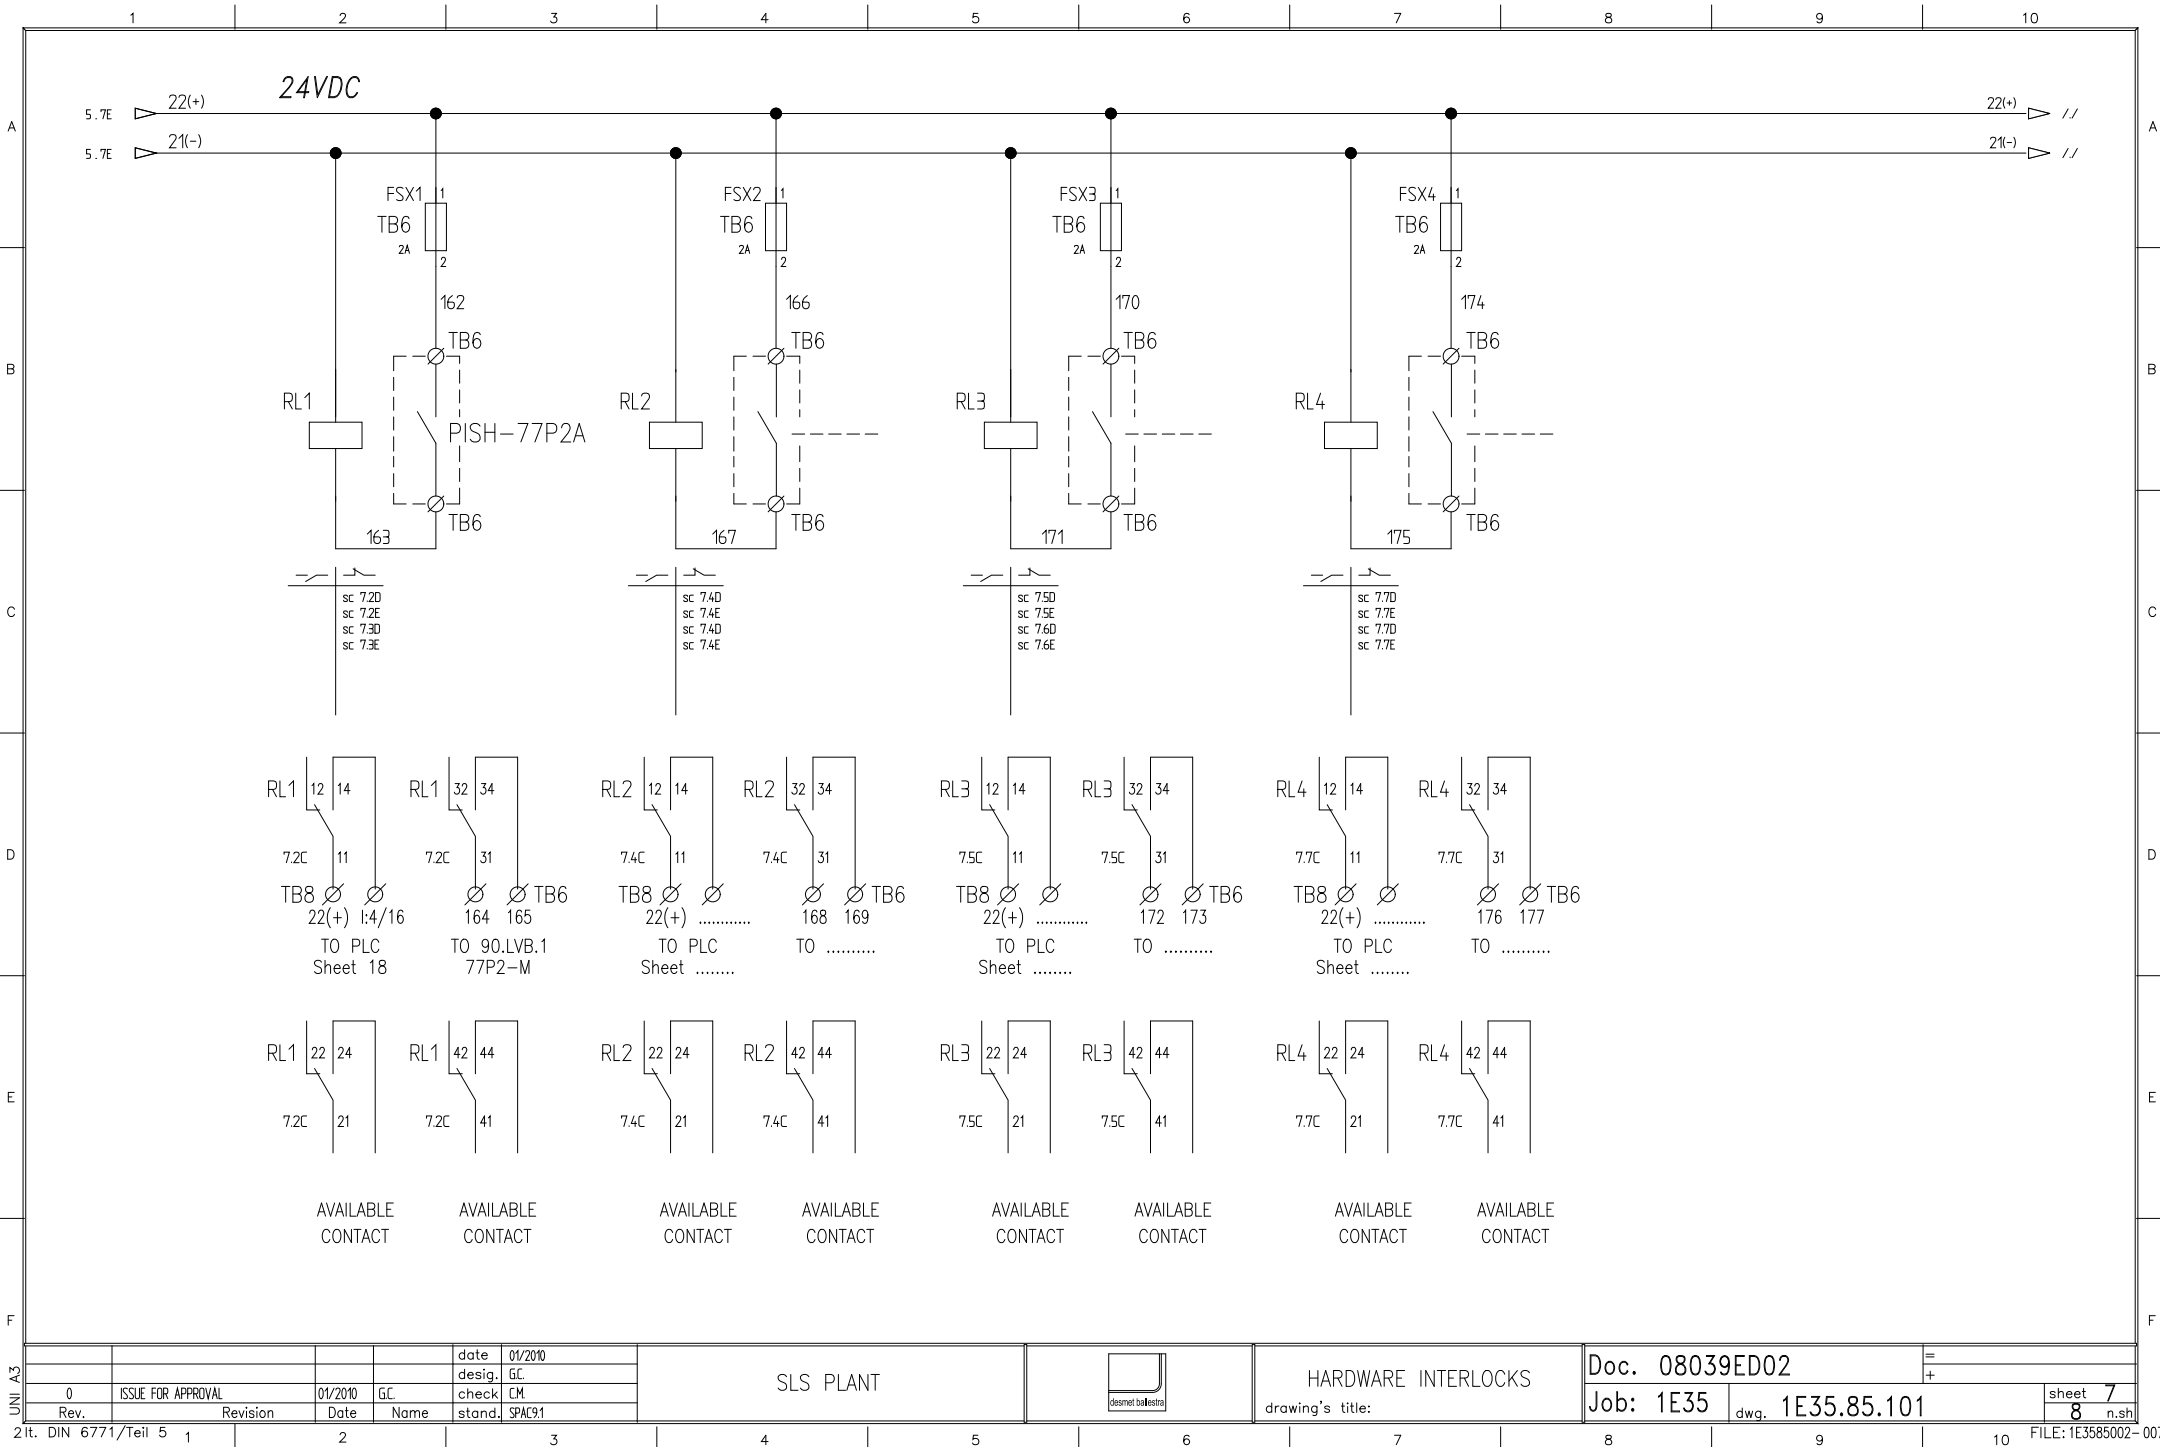 1 2 3 4 5 6 7 8 9 10
24VDC
5.7E 22(+) 22(+) /./
A A
5.7E 21(-) 21(-) /./
FSX1 1 FSX2 1 FSX3 1 FSX4 1
TB6 TB6 TB6 TB6
2A 2A 2A 2A
2 2 2 2
162 166 170 174
TB6 TB6 TB6 TB6
B B
RL1 RL2 RL3 RL4
PISH-77P2A
TB6 TB6 TB6 TB6
163 167 171 175
sc 7.2D sc 7.4D sc 7.5D sc 7.7D
C sc 7.2E sc 7.4E sc 7.5E sc 7.7E C
sc 7.3D sc 7.4D sc 7.6D sc 7.7D
sc 7.3E sc 7.4E sc 7.6E sc 7.7E
RL1 12 14 RL1 32 34 RL2 12 14 RL2 32 34 RL3 12 14 RL3 32 34 RL4 12 14 RL4 32 34
D 7.2C 11 7.2C 31 7.4C 11 7.4C 31 7.5C 11 7.5C 31 7.7C 11 7.7C 31 D
TB8 TB6 TB8 TB6 TB8 TB6 TB8 TB6
22(+) I:4/16 164 165 22(+) ............ 168 169 22(+) ............ 172 173 22(+) ............ 176 177
TO PLC TO 90.LVB.1 TO PLC TO .......... TO PLC TO .......... TO PLC TO ..........
Sheet 18 77P2-M Sheet ........ Sheet ........ Sheet ........
RL1 22 24 RL1 42 44 RL2 22 24 RL2 42 44 RL3 22 24 RL3 42 44 RL4 22 24 RL4 42 44
E E
7.2C 21 7.2C 41 7.4C 21 7.4C 41 7.5C 21 7.5C 41 7.7C 21 7.7C 41
AVAILABLE AVAILABLE AVAILABLE AVAILABLE AVAILABLE AVAILABLE AVAILABLE AVAILABLE
CONTACT CONTACT CONTACT CONTACT CONTACT CONTACT CONTACT CONTACT
F F
UNI A3
date 01/2010
desig. G.C.
0 ISSUE FOR APPROVAL 01/2010 G.C. check C.M.
Rev. Revision Date Name stand. SPAC9.1
SLS PLANT
desmet ballestra
HARDWARE INTERLOCKS
drawing's title:
Doc. 08039ED02 =
+
Job: 1E35 dwg. 1E35.85.101 sheet 7
8 n.sh
2lt. DIN 6771/Teil 5 FILE:1E3585002-007
1 2 3 4 5 6 7 8 9 10